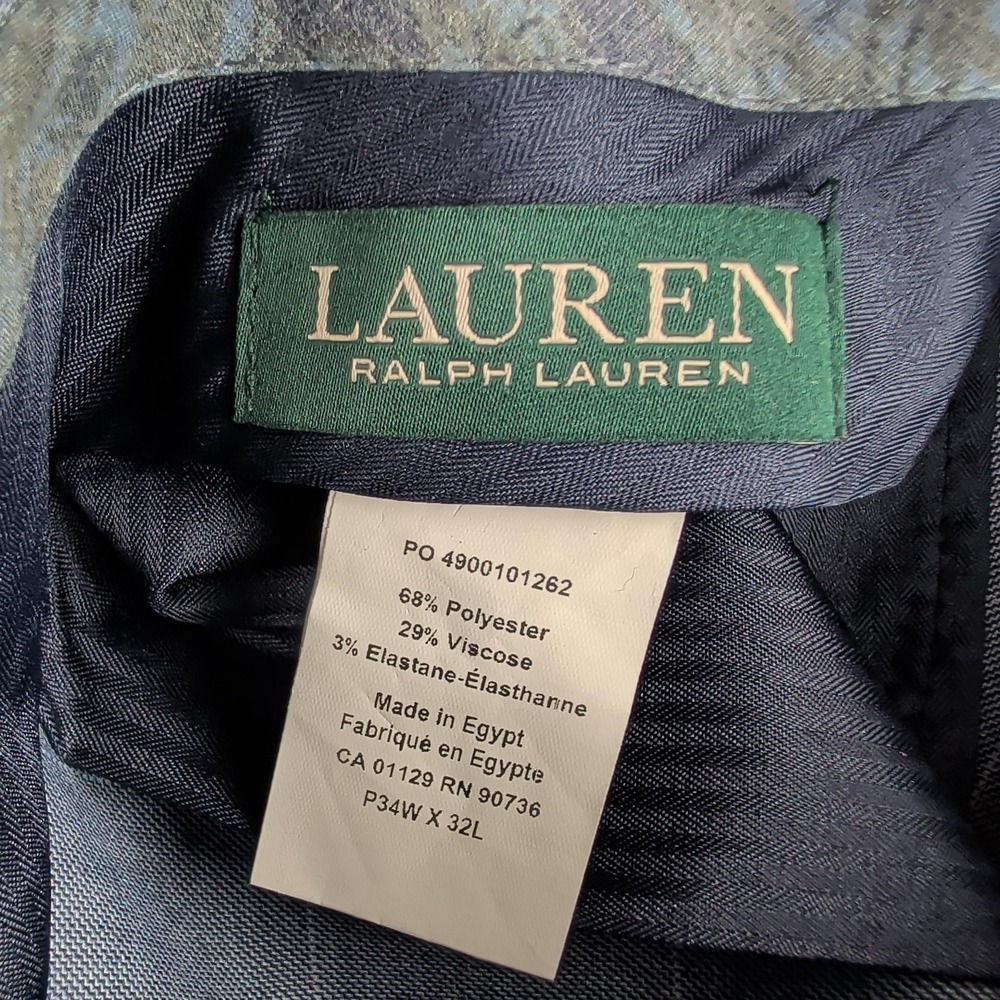 LAUREN
RALPH LAUREN
PO 4900101262
68% Polyester
29% Viscose
3% Elastane-Élasthanne
Made in Egypt
Fabriqué en Egypte
CA 01129 RN 90736
P34W X 32L